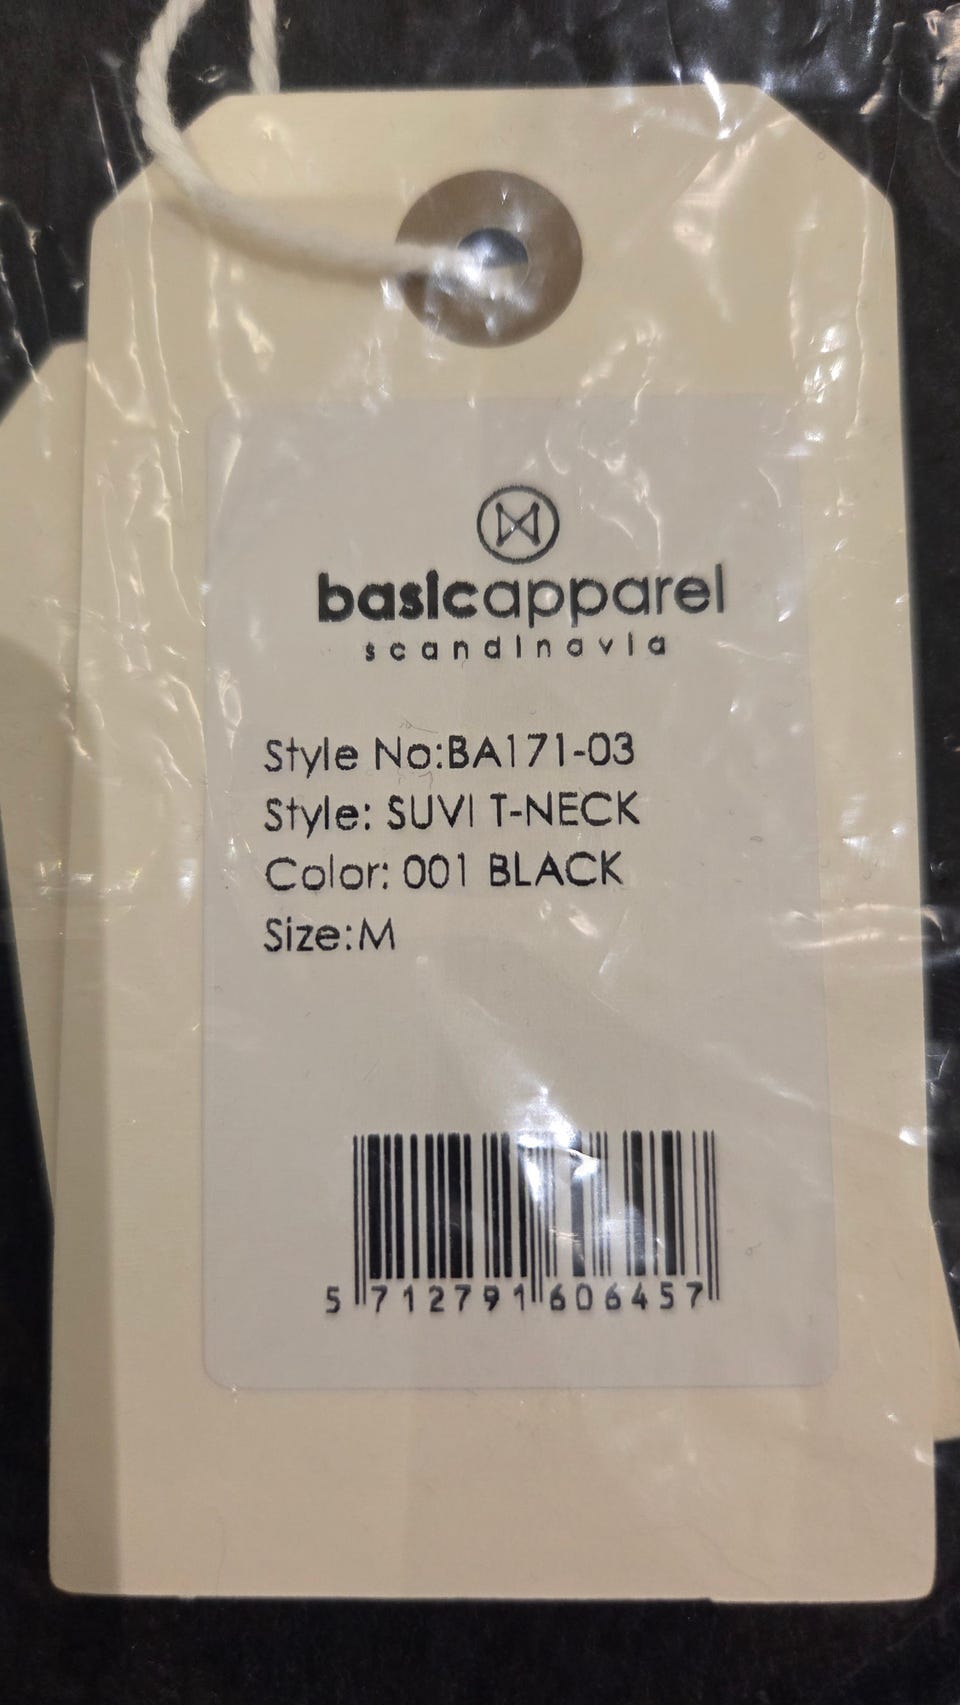 basicapparel
scandinavia
Style No:BA171-03
Style: SUVI T-NECK
Color: 001 BLACK
Size:M
5 712791 606457